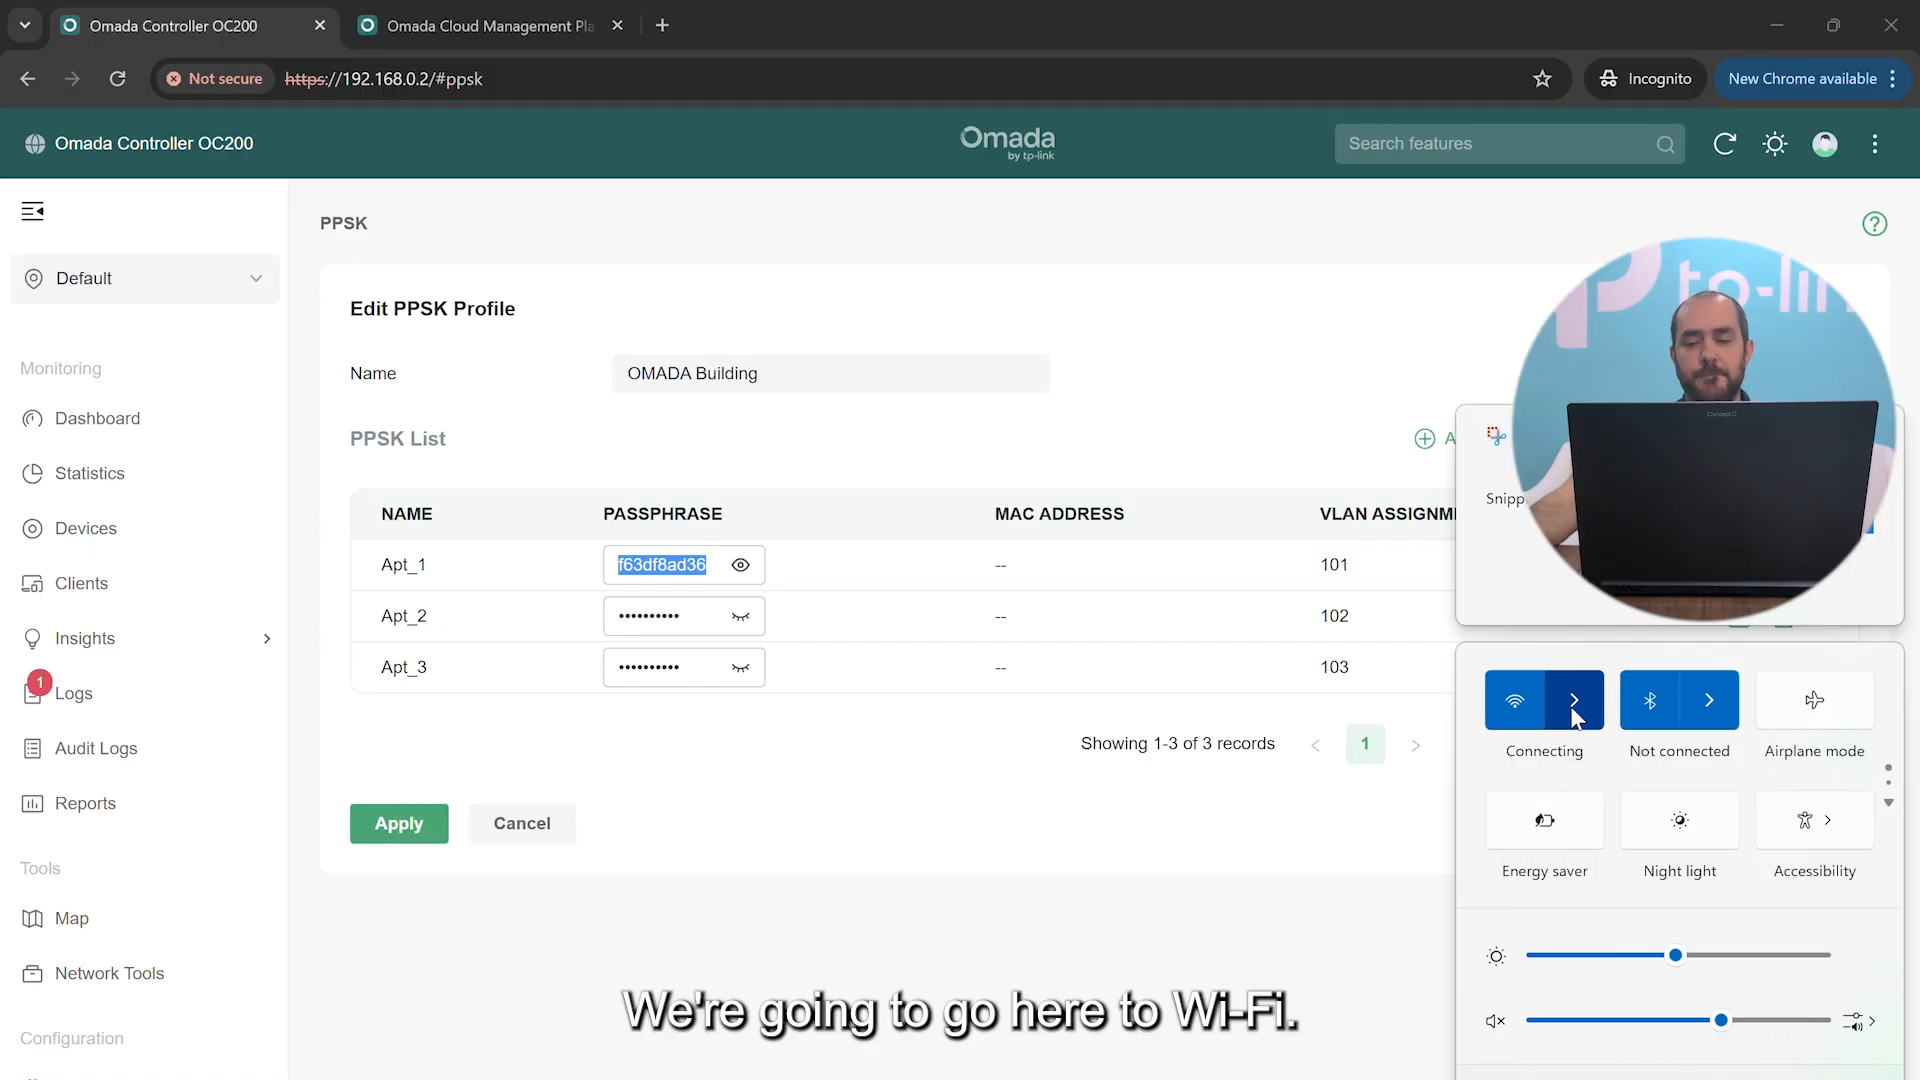 Omada Controller OC200
Omada Cloud Management Pla
Not secure
https://192.168.0.2/#ppsk
Incognito
New Chrome available
Omada Controller OC200
Omada
by tp-link
Search features
PPSK
Default
Edit PPSK Profile
Name
OMADA Building
PPSK List
A
Snipp
NAME
PASSPHRASE
MAC ADDRESS
VLAN ASSIGNM
Apt_1
f63df8ad36
--
101
Apt_2
••••••••••
--
102
Apt_3
••••••••••
--
103
Showing 1-3 of 3 records
1
Apply
Cancel
Monitoring
Dashboard
Statistics
Devices
Clients
Insights
1
Logs
Audit Logs
Reports
Tools
Map
Network Tools
Configuration
tp-lin
ConceptD
Connecting
Not connected
Airplane mode
Energy saver
Night light
Accessibility
We're going to go here to Wi-Fi.